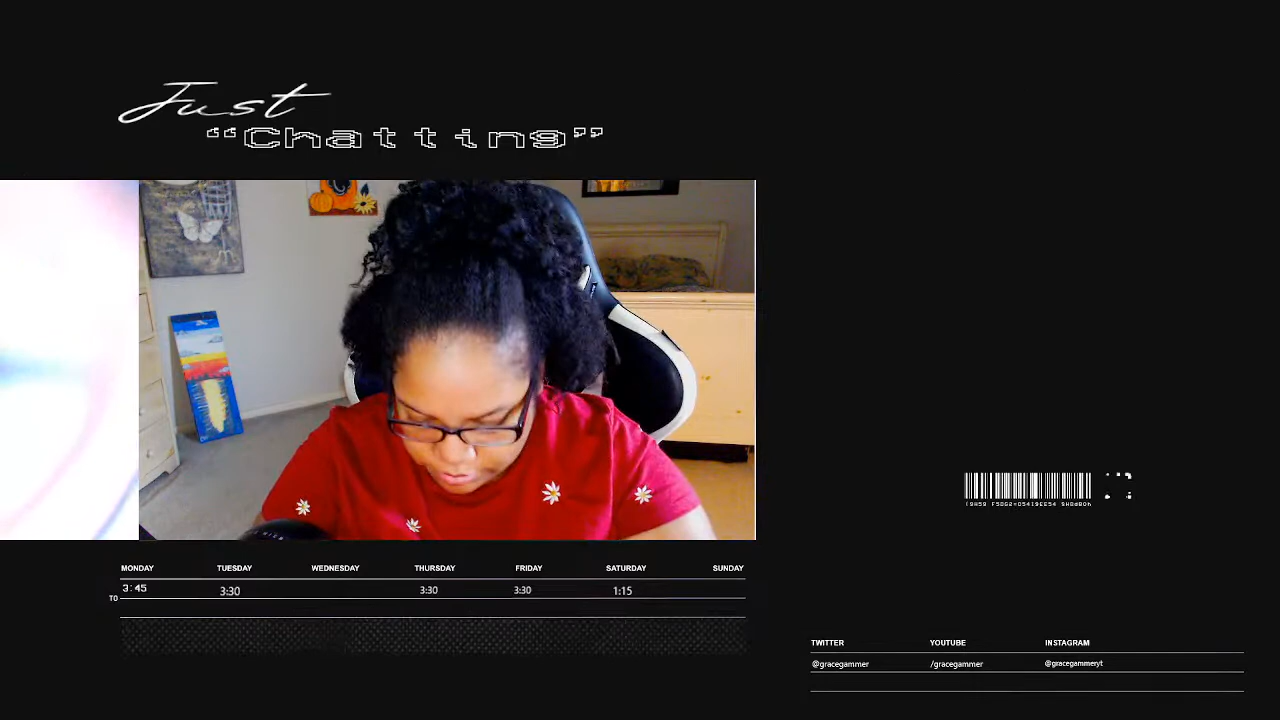 Just
“Chatting”
MONDAY TUESDAY WEDNESDAY THURSDAY FRIDAY SATURDAY SUNDAY
3:45 3:30 3:30 3:30 1:15
TO
TWITTER YOUTUBE INSTAGRAM
@gracegammer /gracegammer @gracegammeryt